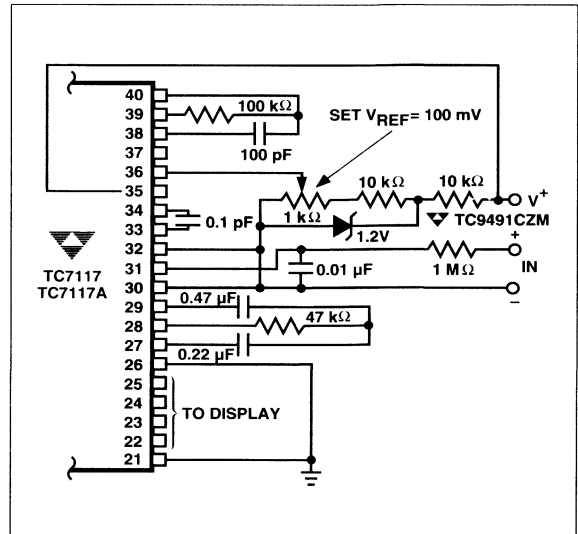 40
39
100 kΩ
38
100 pF
SET VREF = 100 mV
37
36
35
10 kΩ
10 kΩ
V+
1 kΩ
TC9491CZM
34
0.1 pF
33
1.2V
32
+
31
0.01 µF
1 MΩ
IN
TC7117
TC7117A
30
–
29
0.47 µF
28
47 kΩ
27
0.22 µF
26
25
24
TO DISPLAY
23
22
21